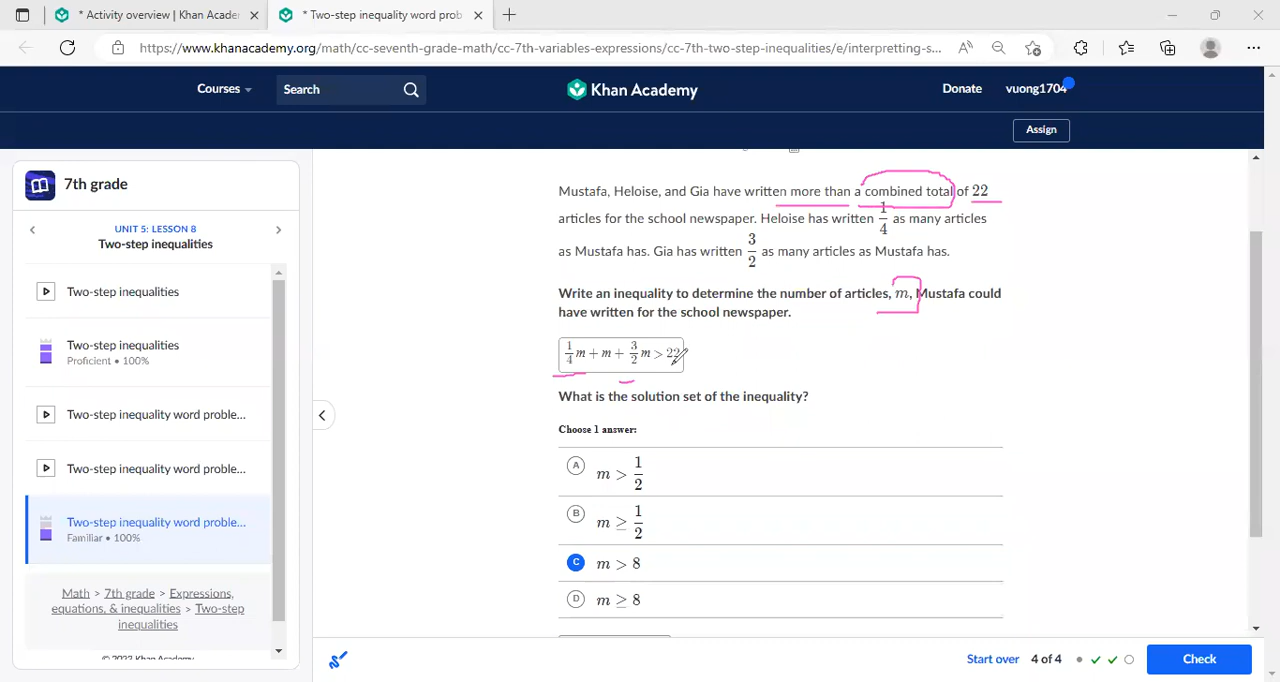 * Activity overview | Khan Acader
* Two-step inequality word prob
https://www.khanacademy.org/math/cc-seventh-grade-math/cc-7th-variables-expressions/cc-7th-two-step-inequalities/e/interpretting-s...
Courses
Search
Khan Academy
Donate
vuong1704
Assign
7th grade
UNIT 5: LESSON 8
Two-step inequalities
Two-step inequalities
Two-step inequalities
Proficient • 100%
Two-step inequality word proble...
Two-step inequality word proble...
Two-step inequality word proble...
Familiar • 100%
Math > 7th grade > Expressions,
equations, & inequalities > Two-step
inequalities
© 2023 Khan Academy
Mustafa, Heloise, and Gia have written more than a combined total of 22
articles for the school newspaper. Heloise has written 1/4 as many articles
as Mustafa has. Gia has written 3/2 as many articles as Mustafa has.
Write an inequality to determine the number of articles, m, Mustafa could
have written for the school newspaper.
1/4 m + m + 3/2 m > 22
What is the solution set of the inequality?
Choose 1 answer:
A m > 1/2
B m ≥ 1/2
C m > 8
D m ≥ 8
Start over
4 of 4
Check